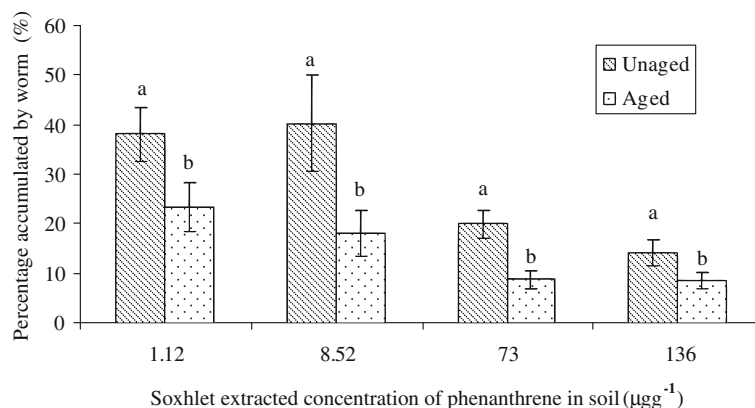 Percentage accumulated by worm (%)
60
50
40
30
20
10
0
a
b
a
b
a
b
a
b
Unaged
Aged
1.12
8.52
73
136
Soxhlet extracted concentration of phenanthrene in soil (µgg⁻¹)